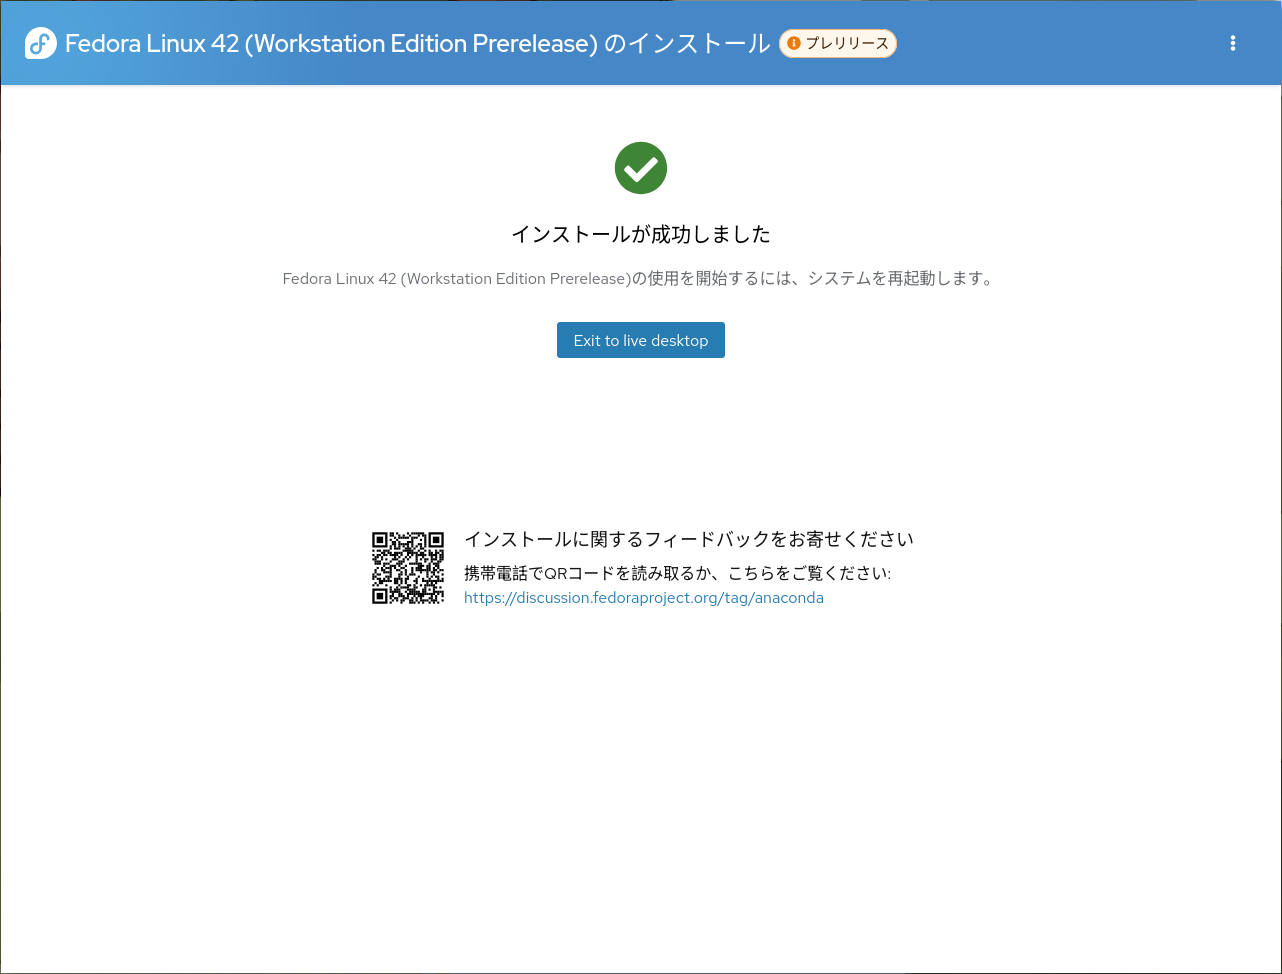 Fedora Linux 42 (Workstation Edition Prerelease) のインストール プレリリース
インストールが成功しました
Fedora Linux 42 (Workstation Edition Prerelease)の使用を開始するには、システムを再起動します。
Exit to live desktop
インストールに関するフィードバックをお寄せください
携帯電話でQRコードを読み取るか、こちらをご覧ください:
https://discussion.fedoraproject.org/tag/anaconda